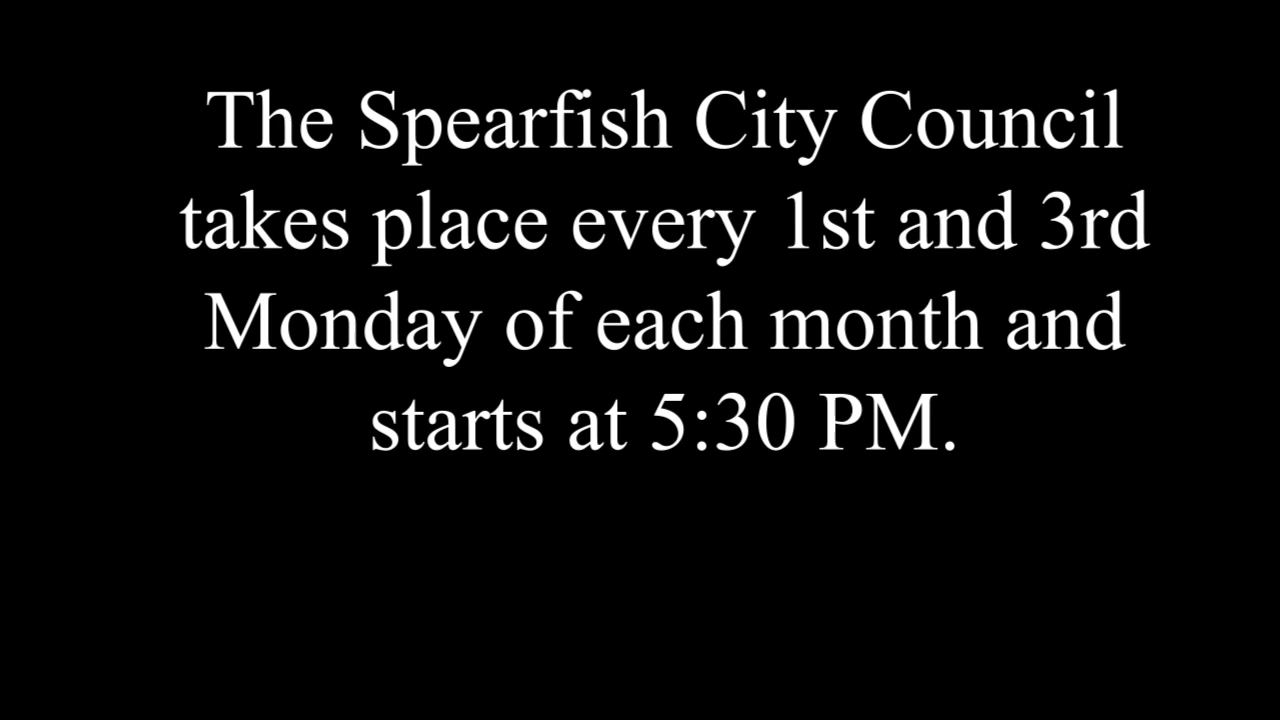 The Spearfish City Council
takes place every 1st and 3rd
Monday of each month and
starts at 5:30 PM.